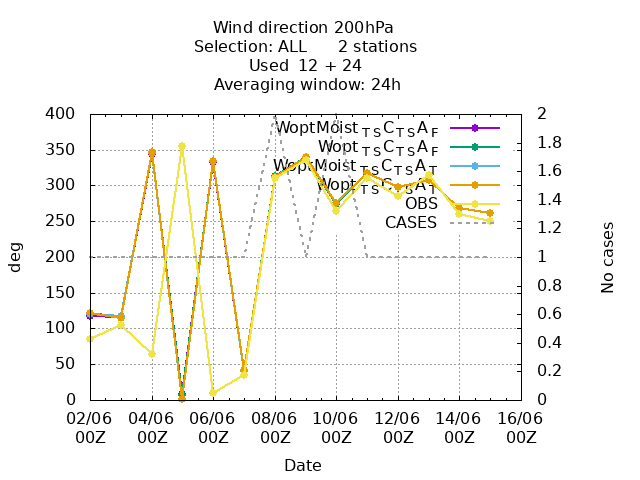 Wind direction 200hPa
Selection: ALL 2 stations
Used 12 + 24
Averaging window: 24h
400 2
WoptMoist TS C TS A F
350 1.8
Wopt TS C TS A F
WoptMoist TS C TS A T
300 1.6
Wopt TS C TS A T
250 1.4
OBS
CASES
deg 200 1.2 No cases
150 1
100 0.8
50 0.6
0 0.4
0.2
0
02/06 04/06 06/06 08/06 10/06 12/06 14/06 16/06
00Z 00Z 00Z 00Z 00Z 00Z 00Z 00Z
Date